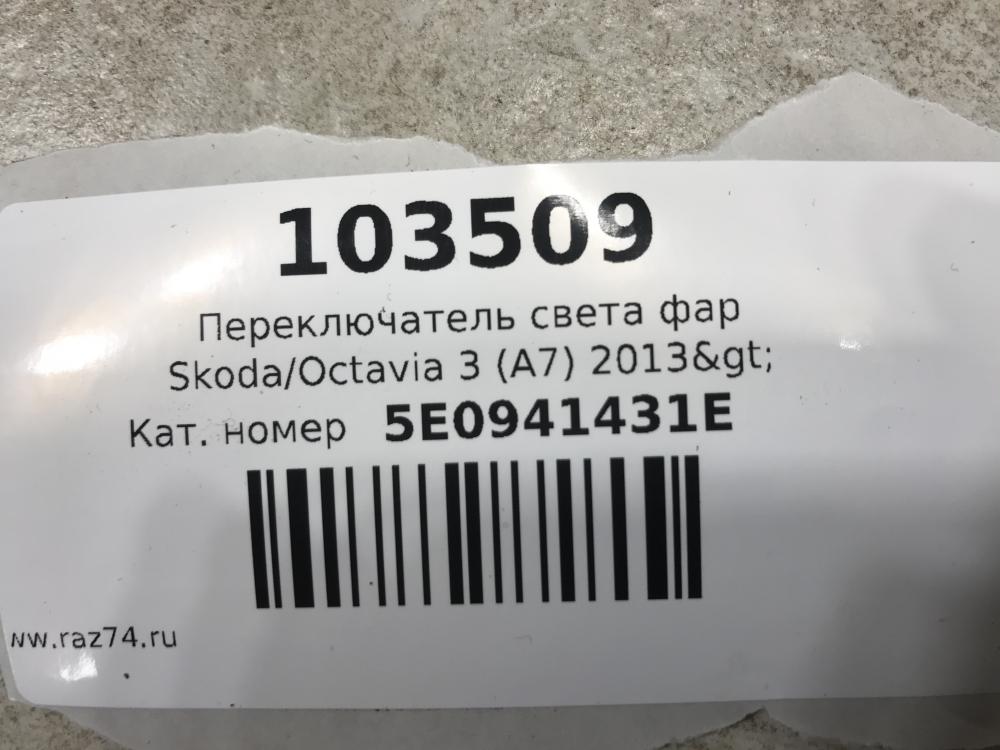 103509
Переключатель света фар
Skoda/Octavia 3 (A7) 2013&gt;
Кат. номер 5E0941431E
ww.raz74.ru